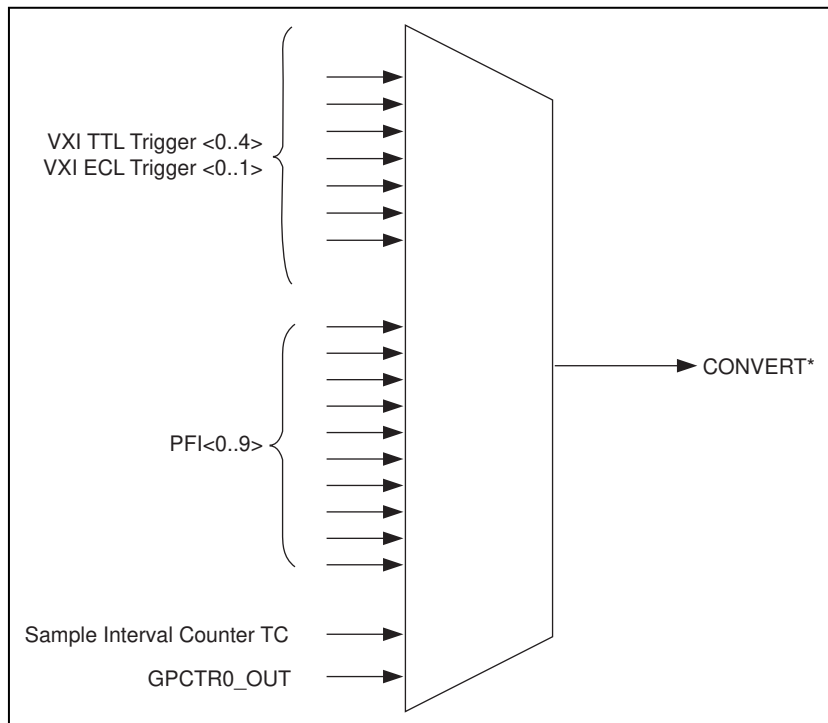 VXI TTL Trigger <0..4>
VXI ECL Trigger <0..1>
CONVERT*
PFI<0..9>
Sample Interval Counter TC
GPCTR0_OUT